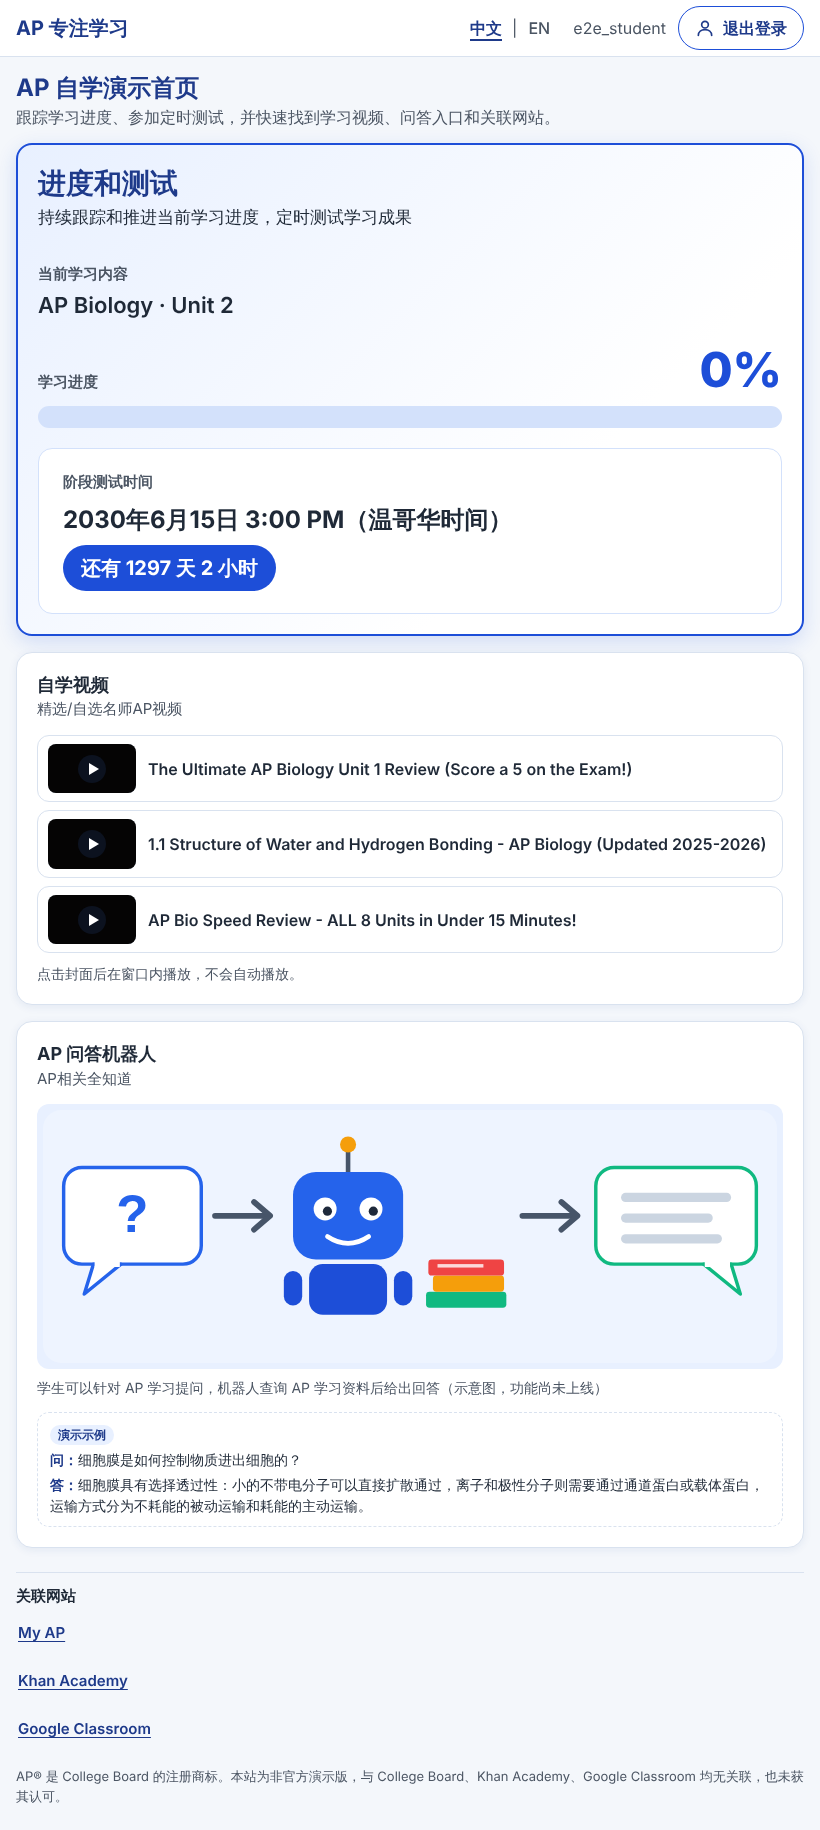 AP 专注学习
中文 | EN e2e_student 退出登录
AP 自学演示首页
跟踪学习进度、参加定时测试，并快速找到学习视频、问答入口和关联网站。
进度和测试
持续跟踪和推进当前学习进度，定时测试学习成果
当前学习内容
AP Biology · Unit 2
学习进度
0%
阶段测试时间
2030年6月15日 3:00 PM（温哥华时间）
还有 1297 天 2 小时
自学视频
精选/自选名师AP视频
The Ultimate AP Biology Unit 1 Review (Score a 5 on the Exam!)
1.1 Structure of Water and Hydrogen Bonding - AP Biology (Updated 2025-2026)
AP Bio Speed Review - ALL 8 Units in Under 15 Minutes!
点击封面后在窗口内播放，不会自动播放。
AP 问答机器人
AP相关全知道
?
学生可以针对 AP 学习提问，机器人查询 AP 学习资料后给出回答（示意图，功能尚未上线）
演示示例
问：细胞膜是如何控制物质进出细胞的？
答：细胞膜具有选择透过性：小的不带电分子可以直接扩散通过，离子和极性分子则需要通过通道蛋白或载体蛋白，
运输方式分为不耗能的被动运输和耗能的主动运输。
关联网站
My AP
Khan Academy
Google Classroom
AP® 是 College Board 的注册商标。本站为非官方演示版，与 College Board、Khan Academy、Google Classroom 均无关联，也未获
其认可。